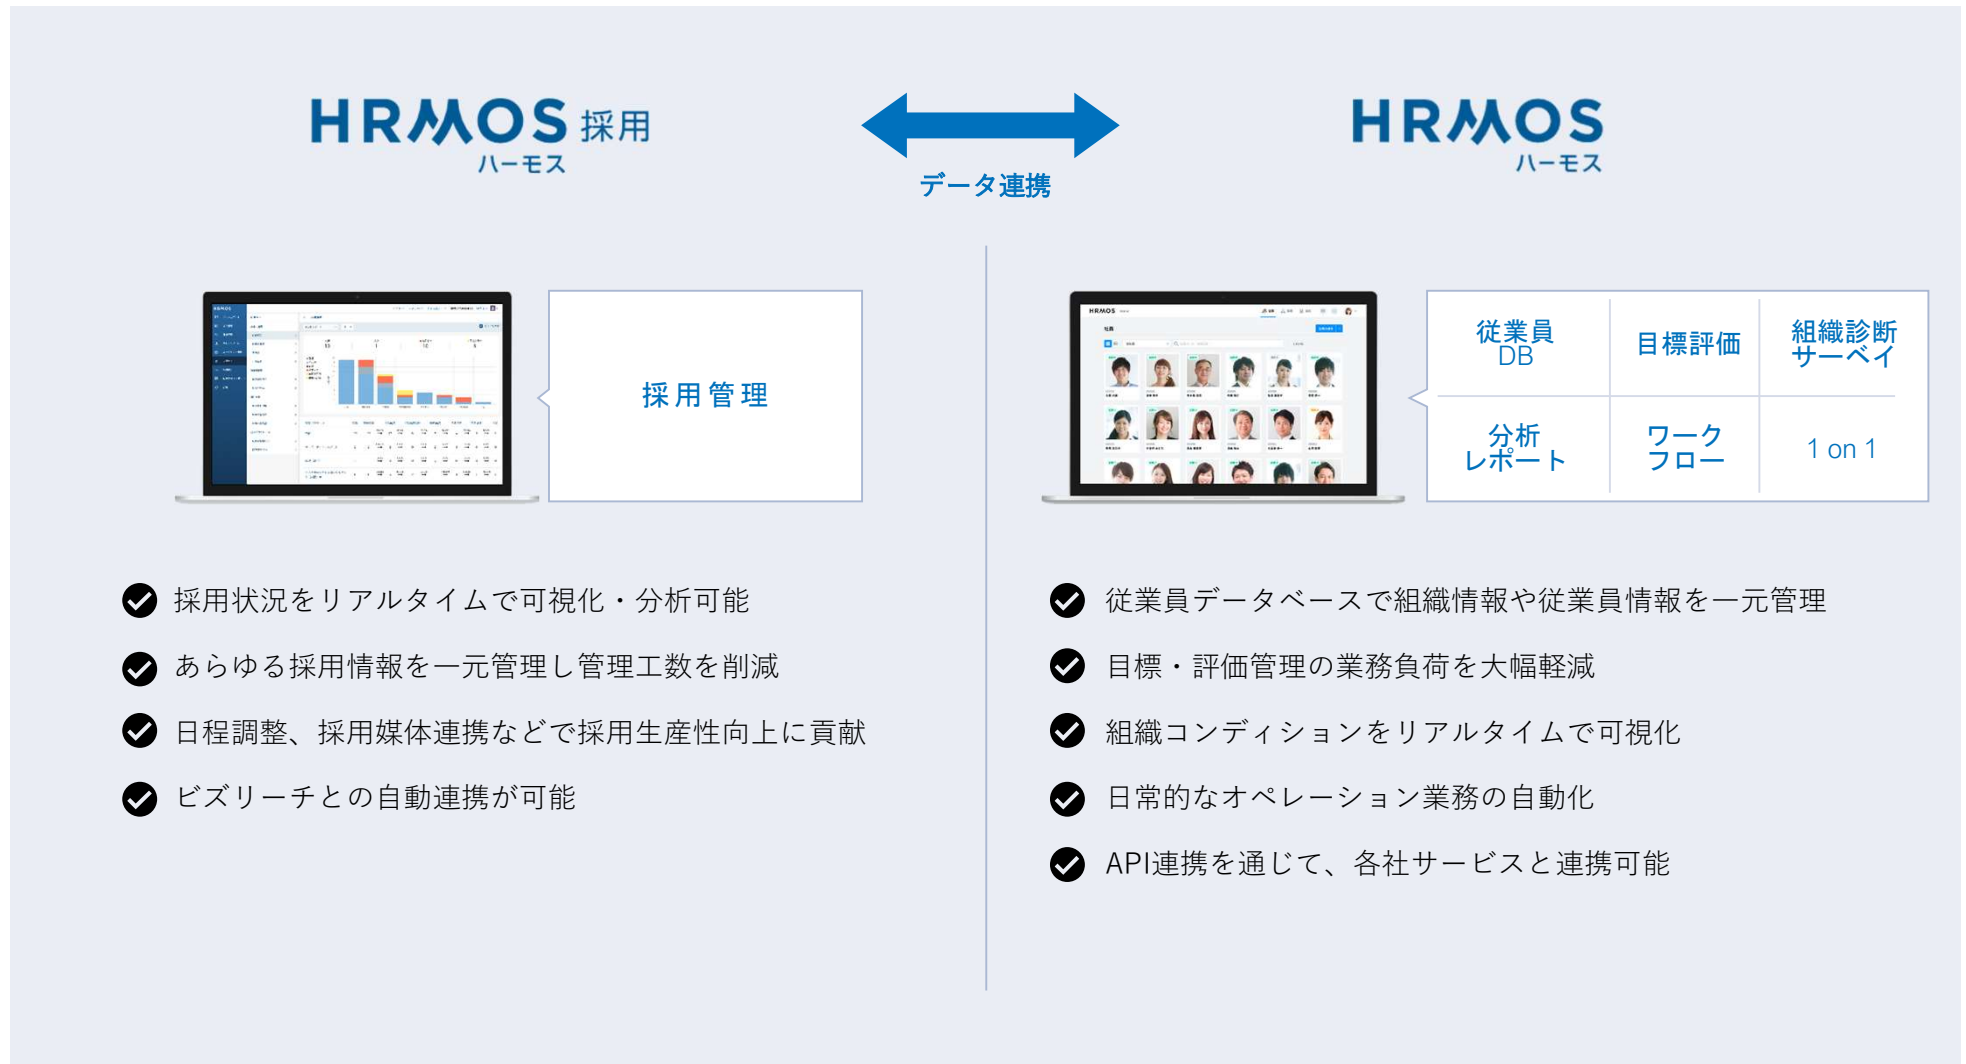 HRMOS 採用
ハーモス
データ連携
HRMOS
ハーモス
HRMOS
採用管理
HRMOS
従業員
DB
目標評価
組織診断
サーベイ
分析
レポート
ワーク
フロー
1 on 1
採用状況をリアルタイムで可視化・分析可能
あらゆる採用情報を一元管理し管理工数を削減
日程調整、採用媒体連携などで採用生産性向上に貢献
ビズリーチとの自動連携が可能
従業員データベースで組織情報や従業員情報を一元管理
目標・評価管理の業務負荷を大幅軽減
組織コンディションをリアルタイムで可視化
日常的なオペレーション業務の自動化
API連携を通じて、各社サービスと連携可能